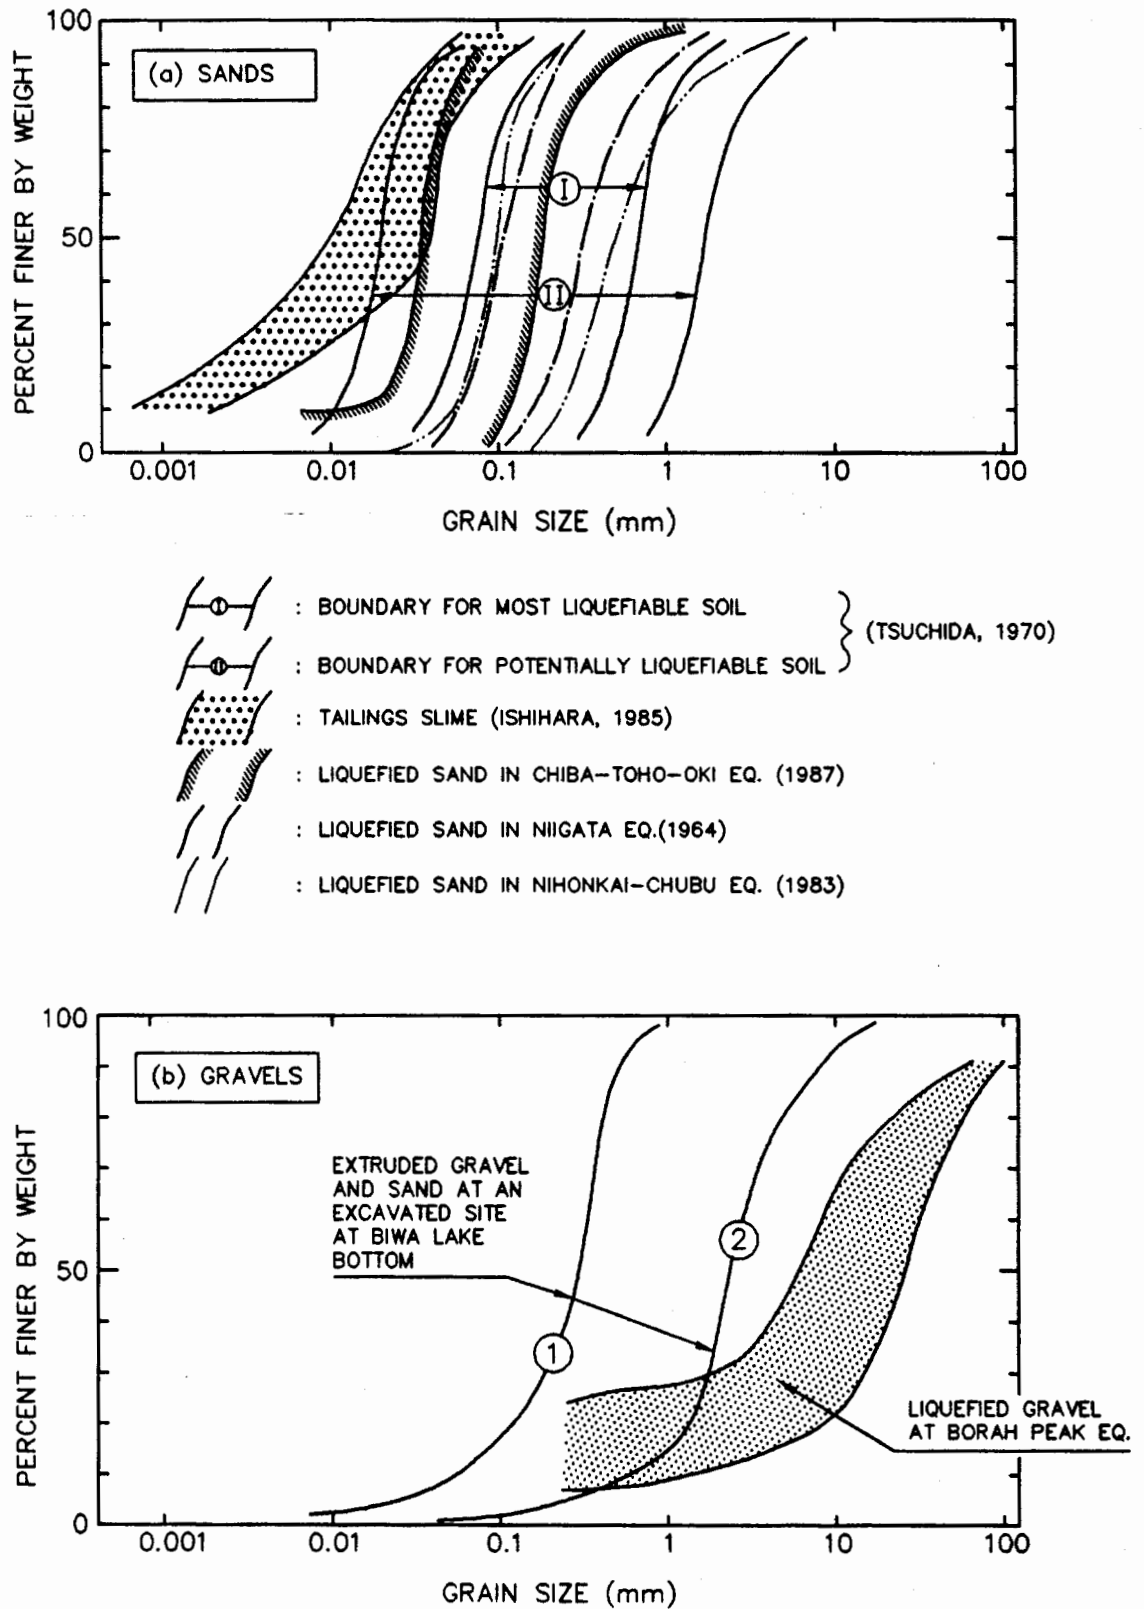 100
(a) SANDS
PERCENT FINER BY WEIGHT
50
I
II
0
0.001 0.01 0.1 1 10 100
GRAIN SIZE (mm)
I : BOUNDARY FOR MOST LIQUEFIABLE SOIL
(TSUCHIDA, 1970)
II : BOUNDARY FOR POTENTIALLY LIQUEFIABLE SOIL
: TAILINGS SLIME (ISHIHARA, 1985)
: LIQUEFIED SAND IN CHIBA-TOHO-OKI EQ. (1987)
: LIQUEFIED SAND IN NIIGATA EQ.(1964)
: LIQUEFIED SAND IN NIHONKAI-CHUBU EQ. (1983)
100
(b) GRAVELS
PERCENT FINER BY WEIGHT
EXTRUDED GRAVEL
AND SAND AT AN
EXCAVATED SITE
AT BIWA LAKE
BOTTOM
2
50
1
LIQUEFIED GRAVEL
AT BORAH PEAK EQ.
0
0.001 0.01 0.1 1 10 100
GRAIN SIZE (mm)